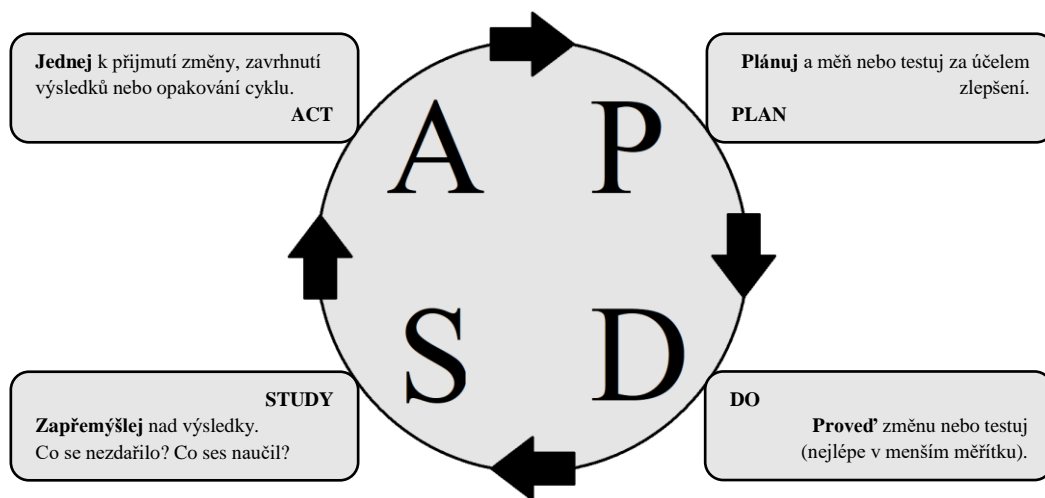 Jednej k přijmutí změny, zavrhnutí
výsledků nebo opakování cyklu.
ACT
Plánuj a měň nebo testuj za účelem
zlepšení.
PLAN
A P
S D
STUDY
Zapřemýšlej nad výsledky.
Co se nezdařilo? Co ses naučil?
DO
Proveď změnu nebo testuj
(nejlépe v menším měřítku).